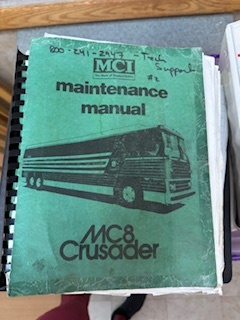 800-241-2947 - Tech
Support
#2
MCI
maintenance
manual
MC8
Crusader